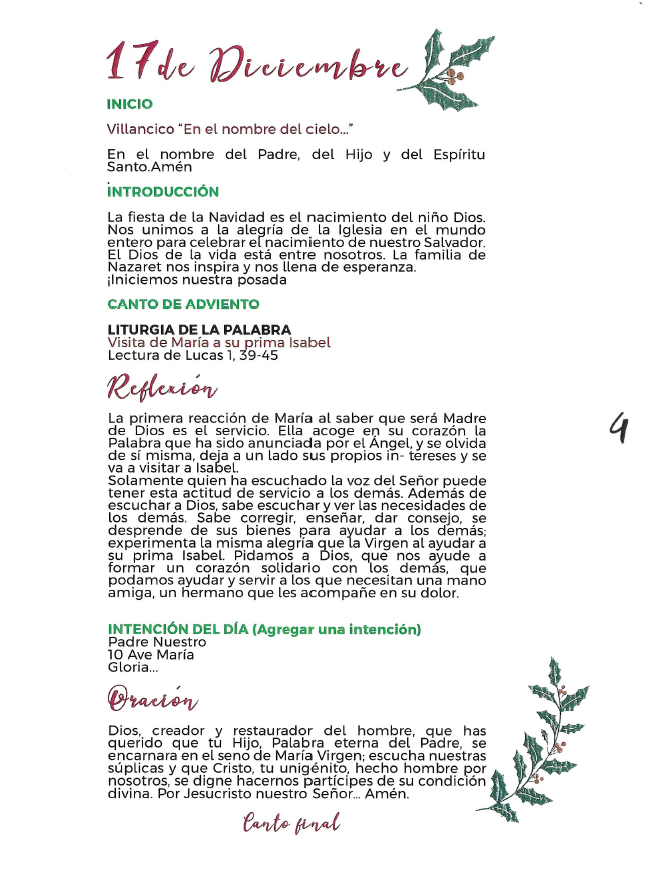 17 de Diciembre
INICIO
Villancico “En el nombre del cielo...”
En el nombre del Padre, del Hijo y del Espíritu
Santo.Amén
.
INTRODUCCIÓN
La fiesta de la Navidad es el nacimiento del niño Dios.
Nos unimos a la alegría de la Iglesia en el mundo
entero para celebrar el nacimiento de nuestro Salvador.
El Dios de la vida está entre nosotros. La familia de
Nazaret nos inspira y nos llena de esperanza.
¡Iniciemos nuestra posada
CANTO DE ADVIENTO
LITURGIA DE LA PALABRA
Visita de María a su prima Isabel
Lectura de Lucas 1, 39-45
Reflexión
La primera reacción de María al saber que será Madre
de Dios es el servicio. Ella acoge en su corazón la
Palabra que ha sido anunciada por el Ángel, y se olvida
de sí misma, deja a un lado sus propios in- tereses y se
va a visitar a Isabel.
Solamente quien ha escuchado la voz del Señor puede
tener esta actitud de servicio a los demás. Además de
escuchar a Dios, sabe escuchar y ver las necesidades de
los demás. Sabe corregir, enseñar, dar consejo, se
desprende de sus bienes para ayudar a los demás;
experimenta la misma alegría que la Virgen al ayudar a
su prima Isabel. Pidamos a Dios, que nos ayude a
formar un corazón solidario con los demás, que
podamos ayudar y servir a los que necesitan una mano
amiga, un hermano que les acompañe en su dolor.
4
INTENCIÓN DEL DÍA (Agregar una intención)
Padre Nuestro
10 Ave María
Gloria...
Oración
Dios, creador y restaurador del hombre, que has
querido que tu Hijo, Palabra eterna del Padre, se
encarnara en el seno de María Virgen; escucha nuestras
súplicas y que Cristo, tu unigénito, hecho hombre por
nosotros, se digne hacernos partícipes de su condición
divina. Por Jesucristo nuestro Señor... Amén.
Canto final